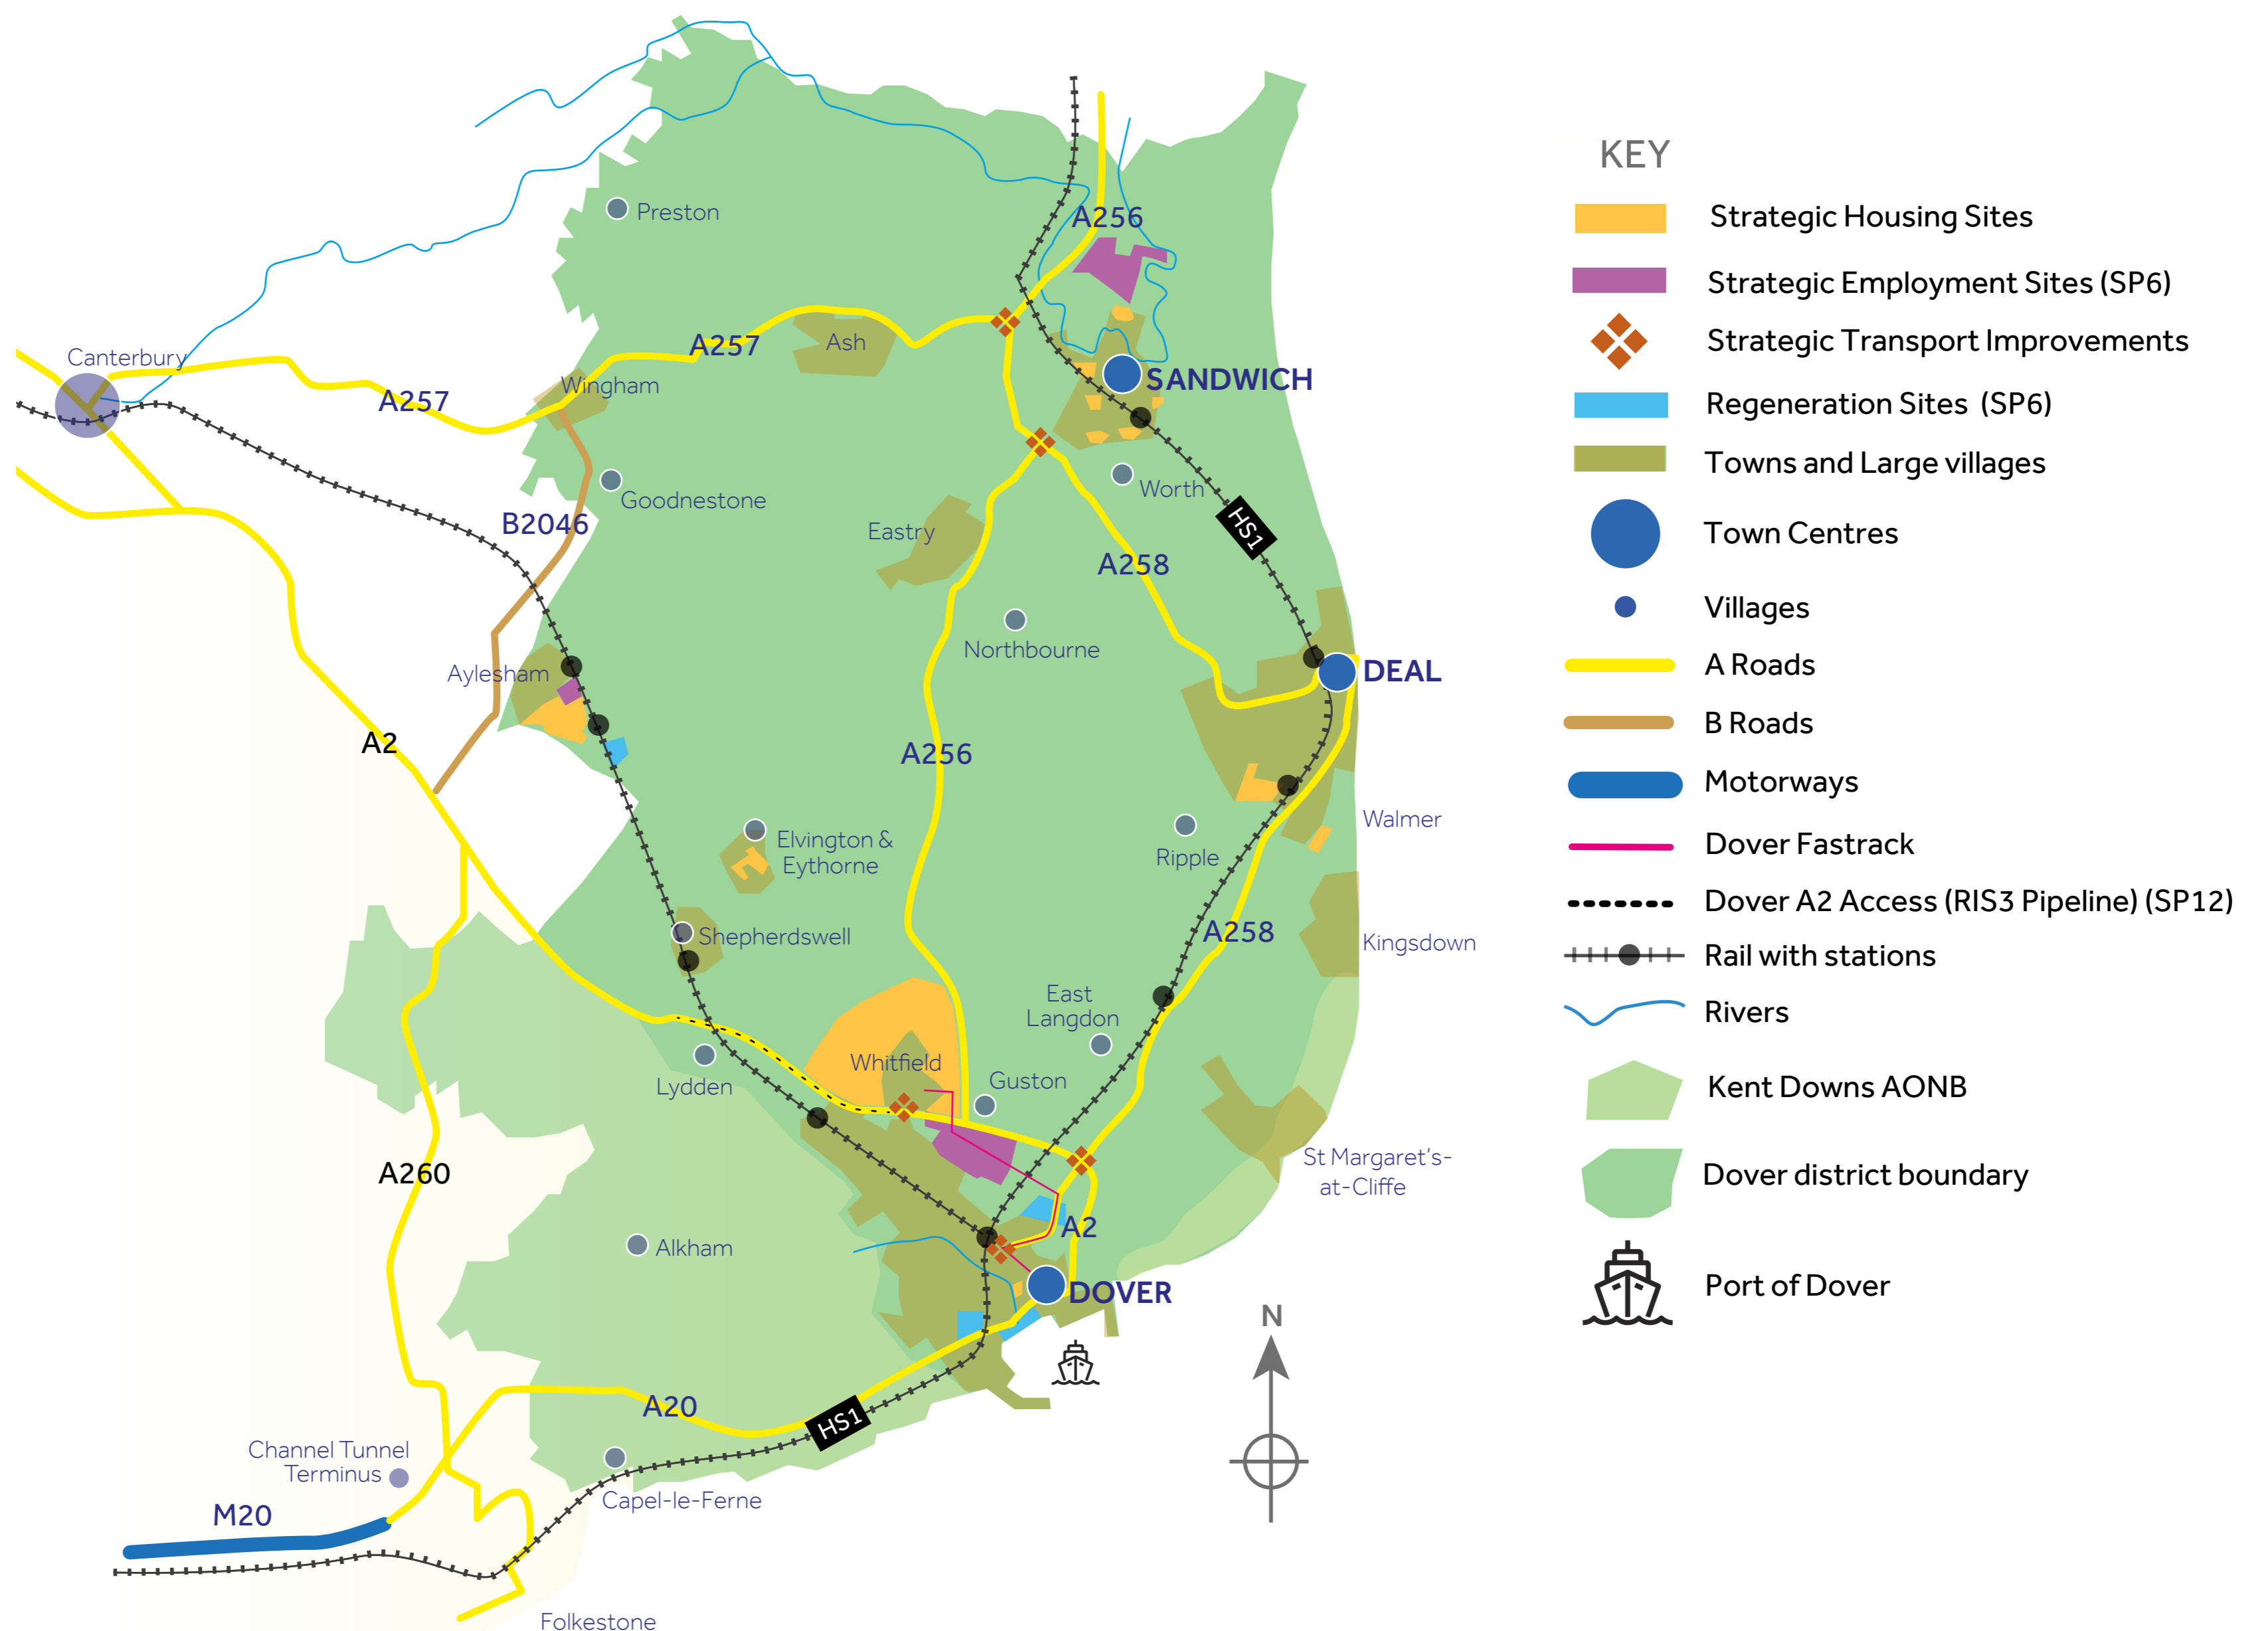 Preston
A256
Canterbury
A257
Ash
Wingham
A257
SANDWICH
Goodnestone
Worth
B2046
Eastry
HS1
A258
Northbourne
Aylesham
DEAL
A2
A256
Elvington &
Eythorne
Walmer
Ripple
Shepherdswell
A258
Kingsdown
East
Langdon
Whitfield
Lydden
Guston
A260
St Margaret's-
at-Cliffe
Alkham
A2
DOVER
N
A20
HS1
Channel Tunnel
Terminus
Capel-le-Ferne
M20
Folkestone
KEY
Strategic Housing Sites
Strategic Employment Sites (SP6)
Strategic Transport Improvements
Regeneration Sites (SP6)
Towns and Large villages
Town Centres
Villages
A Roads
B Roads
Motorways
Dover Fastrack
Dover A2 Access (RIS3 Pipeline) (SP12)
Rail with stations
Rivers
Kent Downs AONB
Dover district boundary
Port of Dover